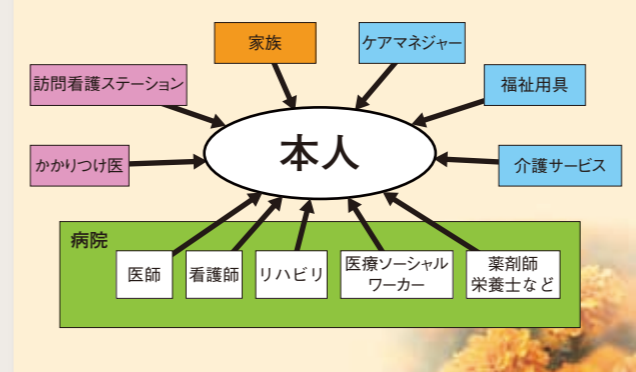 家族
ケアマネジャー
訪問看護ステーション
福祉用具
本人
かかりつけ医
介護サービス
病院
医師
看護師
リハビリ
医療ソーシャル
ワーカー
薬剤師
栄養士など